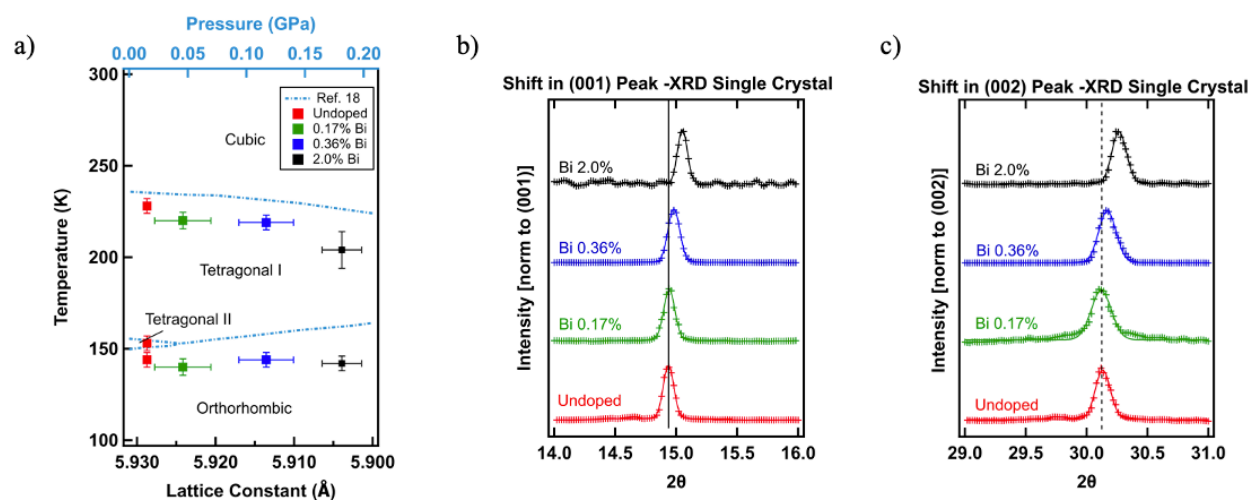 a)
Pressure (GPa)
0.00 0.05 0.10 0.15 0.20
300
250
200
150
100
Temperature (K)
Ref. 18
Undoped
0.17% Bi
0.36% Bi
2.0% Bi
Cubic
Tetragonal I
Tetragonal II
Orthorhombic
5.930 5.920 5.910 5.900
Lattice Constant (Å)
b)
Shift in (001) Peak -XRD Single Crystal
Intensity [norm to (001)]
Bi 2.0%
Bi 0.36%
Bi 0.17%
Undoped
14.0 14.5 15.0 15.5 16.0
2θ
c)
Shift in (002) Peak -XRD Single Crystal
Intensity [norm to (002)]
Bi 2.0%
Bi 0.36%
Bi 0.17%
Undoped
29.0 29.5 30.0 30.5 31.0
2θ